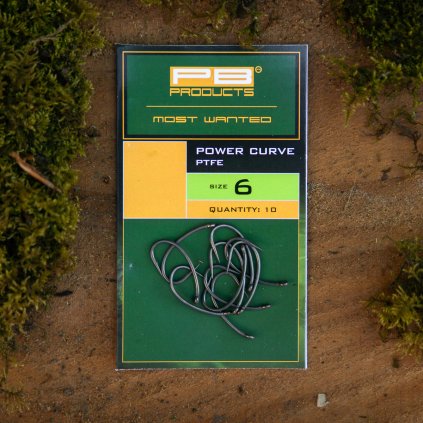 PB
PRODUCTS
MOST WANTED
POWER CURVE
PTFE
SIZE 6
QUANTITY: 10